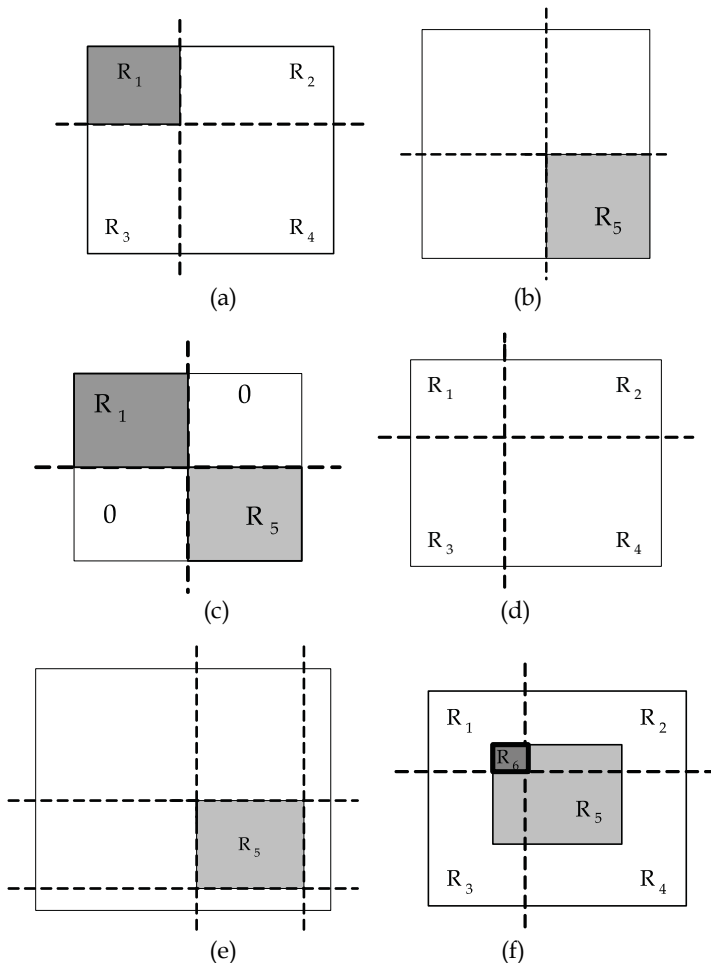 R₁ R₂
R₃ R₄
(a)
R₅
(b)
R₁ 0
0 R₅
(c)
R₁ R₂
R₃ R₄
(d)
R₅
(e)
R₁ R₂
R₆
R₅
R₃ R₄
(f)